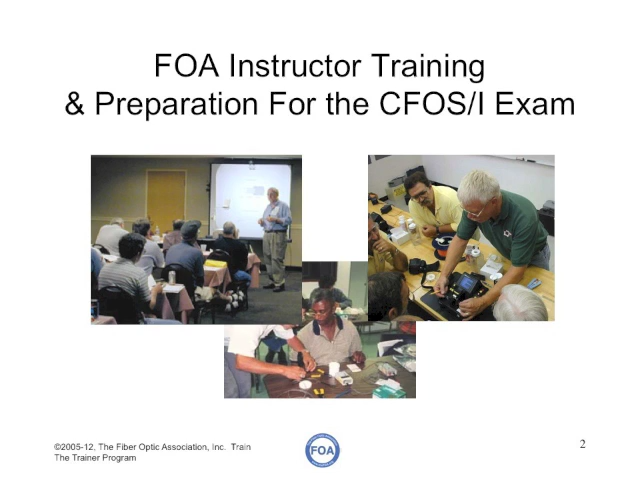 FOA Instructor Training
& Preparation For the CFOS/I Exam
©2005-12, The Fiber Optic Association, Inc. Train
The Trainer Program
FOA
2